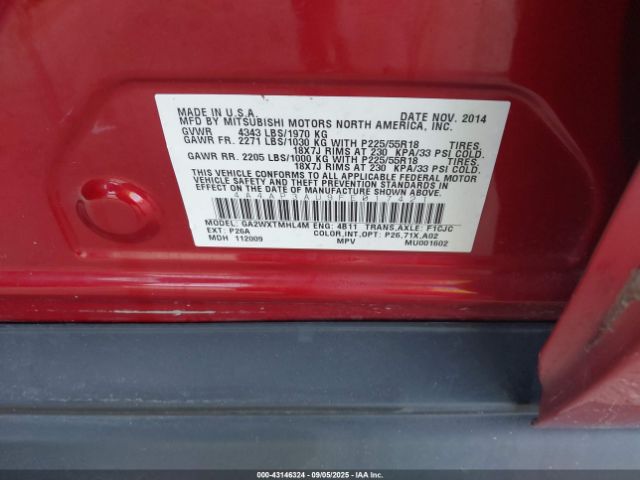 MADE IN U.S.A. DATE NOV. 2014
MFD BY MITSUBISHI MOTORS NORTH AMERICA, INC.
GVWR 4343 LBS/1970 KG
GAWR FR. 2271 LBS/1030 KG WITH P225/55R18 TIRES.
18X7J RIMS AT 230 KPA/33 PSI COLD.
GAWR RR. 2205 LBS/1000 KG WITH P225/55R18 TIRES.
18X7J RIMS AT 230 KPA/33 PSI COLD.
THIS VEHICLE CONFORMS TO ALL APPLICABLE FEDERAL MOTOR
VEHICLE SAFETY AND THEFT PREVENTION STANDARDS IN
EFFECT ON THE DATE OF MANUFACTURE SHOWN ABOVE.
MODEL: GA2WXTMHL4M ENG: 4B11 TRANS,AXLE: F1CJC
EXT: P26A COLOR,INT,OPT: P26,71X,A02
MDH 112009 MPV MU001602
000-43146324 - 09/05/2025 - IAAI.COM